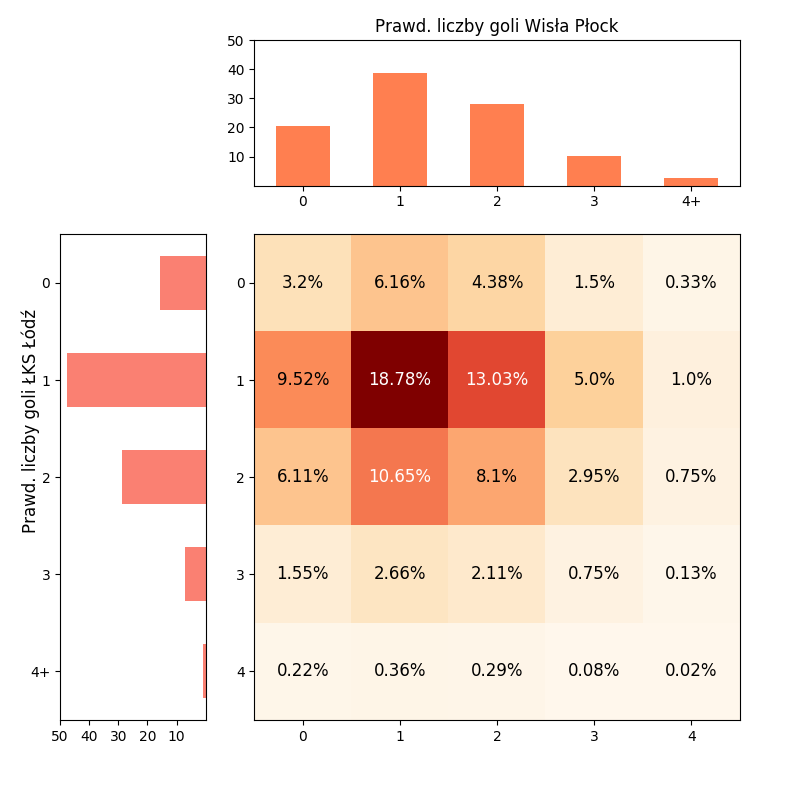 Prawd. liczby goli Wisła Płock
50
40
30
20
10
0 1 2 3 4+
Prawd. liczby goli ŁKS Łódź
0
1
2
3
4+
50 40 30 20 10
0 3.2% 6.16% 4.38% 1.5% 0.33%
1 9.52% 18.78% 13.03% 5.0% 1.0%
2 6.11% 10.65% 8.1% 2.95% 0.75%
3 1.55% 2.66% 2.11% 0.75% 0.13%
4 0.22% 0.36% 0.29% 0.08% 0.02%
0 1 2 3 4